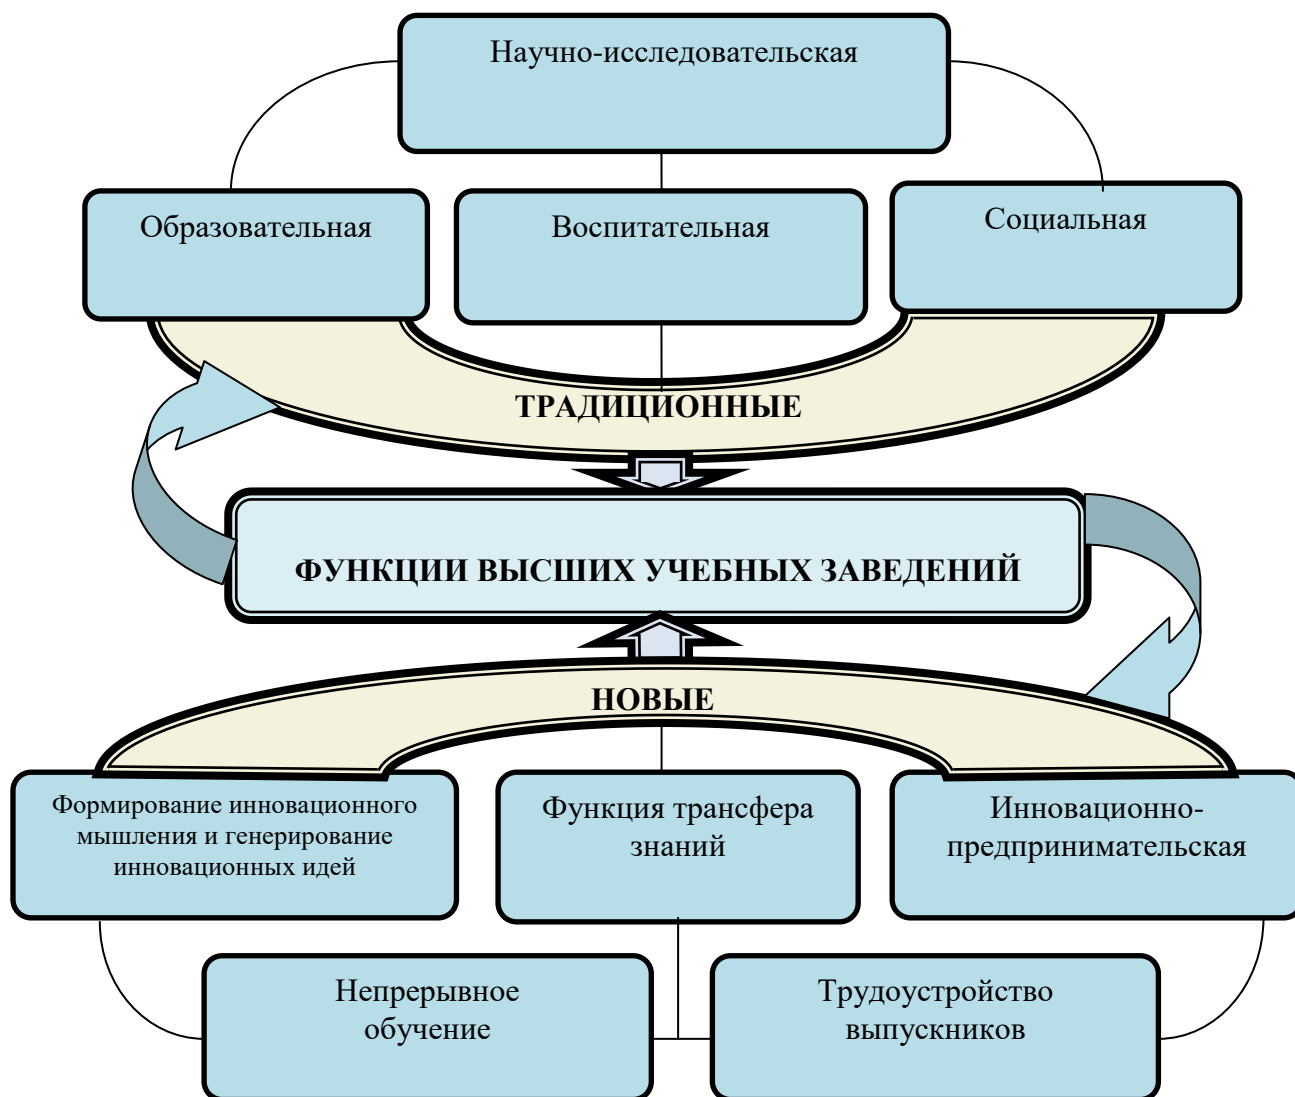 Научно-исследовательская
Образовательная
Воспитательная
Социальная
ТРАДИЦИОННЫЕ
ФУНКЦИИ ВЫСШИХ УЧЕБНЫХ ЗАВЕДЕНИЙ
НОВЫЕ
Формирование инновационного
мышления и генерирование
инновационных идей
Функция трансфера
знаний
Инновационно-
предпринимательская
Непрерывное
обучение
Трудоустройство
выпускников